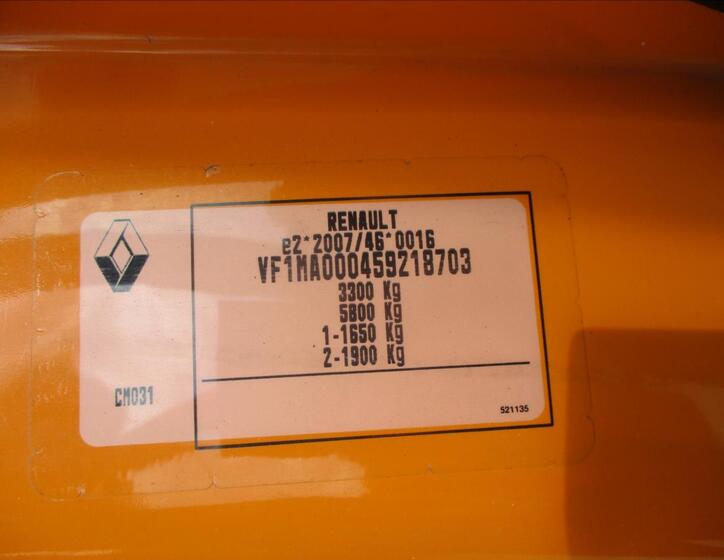 RENAULT
e2*2007/46*0016
VF1MA000459218703
3300 Kg
5800 Kg
1-1650 Kg
2-1900 Kg
CM031
521135